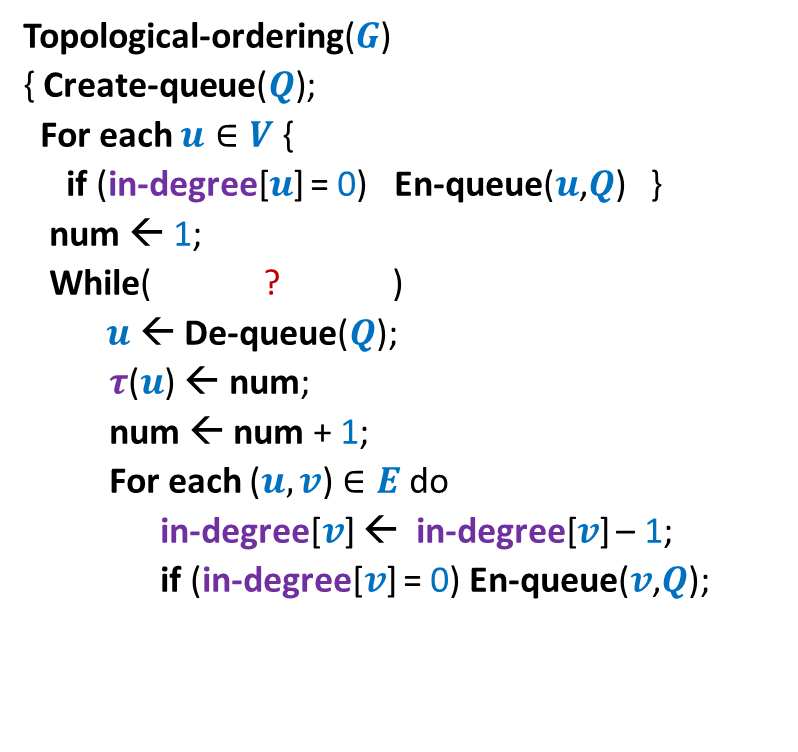 Topological-ordering(𝑮)
{ Create-queue(𝑸);
For each 𝒖 ∈ 𝑽 {
if (in-degree[𝒖] = 0) En-queue(𝒖,𝑸) }
num ← 1;
While( ? )
𝒖 ← De-queue(𝑸);
𝝉(𝒖) ← num;
num ← num + 1;
For each (𝒖, 𝒗) ∈ 𝑬 do
in-degree[𝒗] ← in-degree[𝒗] – 1;
if (in-degree[𝒗] = 0) En-queue(𝒗,𝑸);